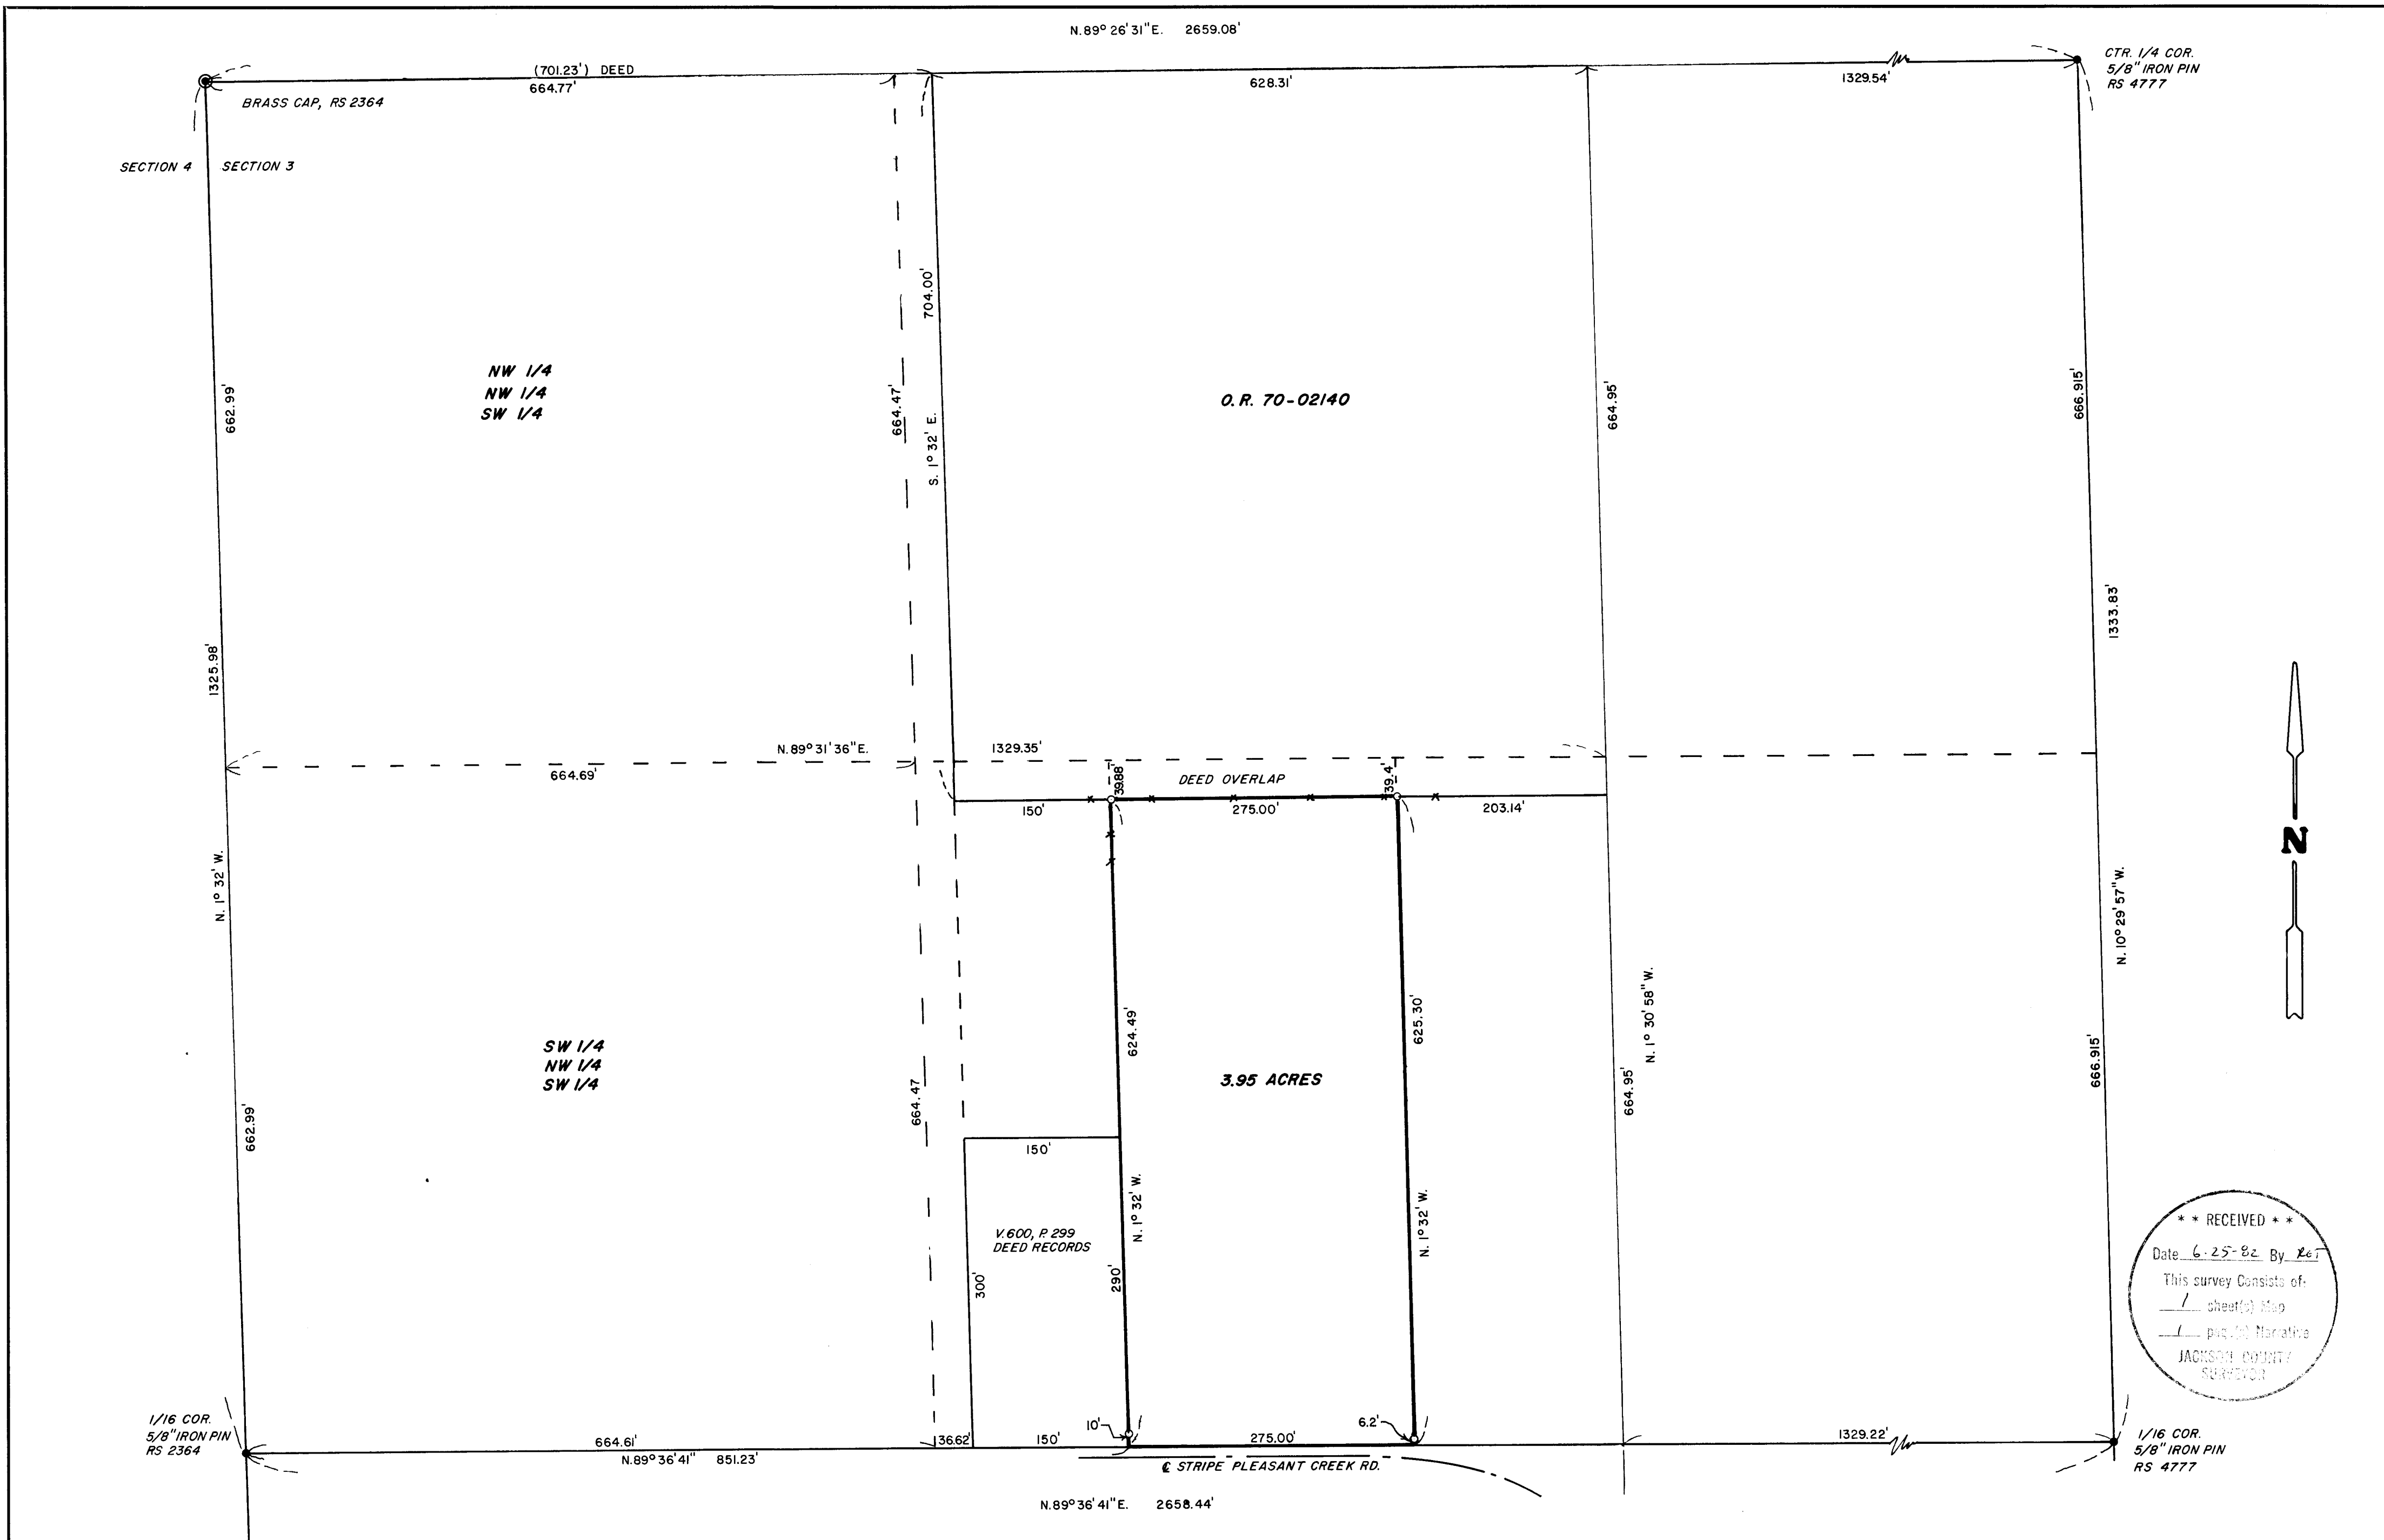 N. 89° 26' 31" E. 2659.08'
(701.23') DEED
664.77'
628.31'
1329.54'
CTR. 1/4 COR.
5/8" IRON PIN
RS 4777
BRASS CAP, RS 2364
SECTION 4
SECTION 3
NW 1/4
NW 1/4
SW 1/4
662.99'
1325.98'
664.47'
704.00'
S. 1° 32' E.
O. R. 70-02140
664.95'
666.915'
1333.83'
N. 89° 31' 36" E.
1329.35'
664.69'
39.88'
DEED OVERLAP
39.4'
150'
275.00'
203.14'
N. 1° 32' W.
N
SW 1/4
NW 1/4
SW 1/4
662.99'
664.47
624.49'
3.95 ACRES
625.30'
N. 1° 30' 58" W.
664.95'
N. 10° 29' 57" W.
666.915'
150'
V. 600, P. 299
DEED RECORDS
300'
290'
N. 1° 32' W.
N. 1° 32' W.
* * RECEIVED * *
Date 6-25-82 By
This survey Consists of:
1 sheet(s) Map
1 pag.(s) Narrative
JACKSON COUNTY
SURVEYOR
1/16 COR.
5/8" IRON PIN
RS 2364
664.61'
136.62'
150'
10'
275.00'
6.2'
1329.22'
1/16 COR.
5/8" IRON PIN
RS 4777
N. 89° 36' 41" 851.23'
℄ STRIPE PLEASANT CREEK RD.
N. 89° 36' 41" E. 2658.44'